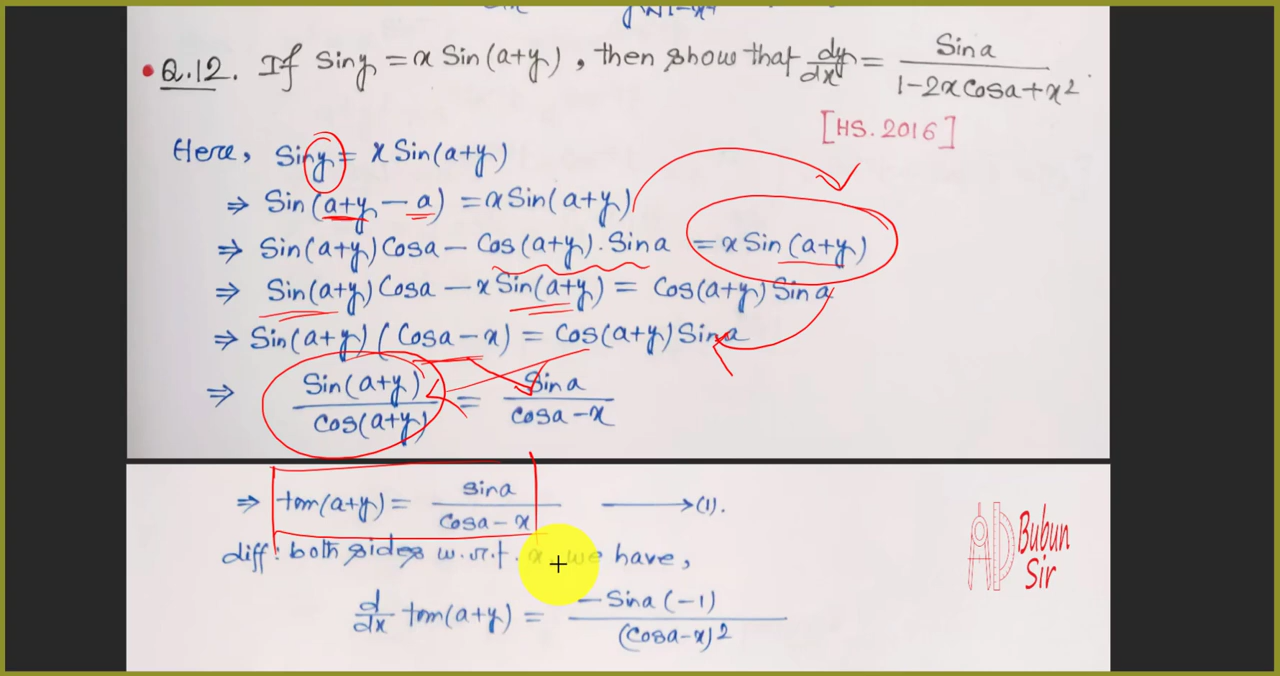 • Q.12. If Siny = x Sin(a+y), then show that dy/dx = Sina / 1-2xCosa+x²
[HS. 2016]
Here, Siny = x Sin(a+y)
⇒ Sin(a+y - a) = x Sin(a+y)
⇒ Sin(a+y) Cosa - Cos(a+y). Sina = x Sin(a+y)
⇒ Sin(a+y) Cosa - x Sin(a+y) = Cos(a+y) Sina
⇒ Sin(a+y) (Cosa - x) = Cos(a+y) Sina
⇒ Sin(a+y) / Cos(a+y) = Sina / Cosa - x
⇒ tan(a+y) = Sina / Cosa - x ⟶ (1).
diff: both sides w.r.t. x, we have,
d/dx tan(a+y) = -Sina (-1) / (Cosa-x)²
Bubun
Sir